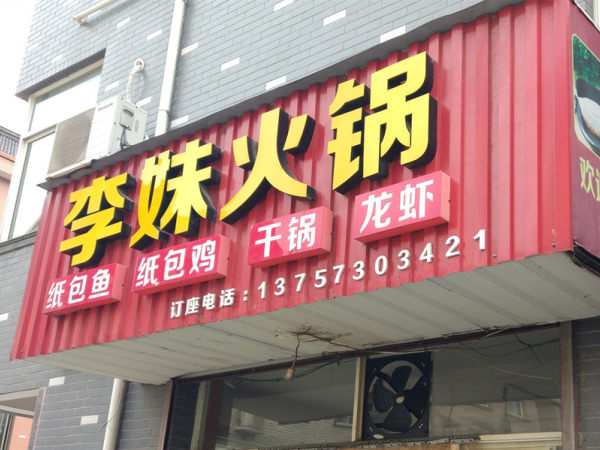 李妹火锅
纸包鱼 纸包鸡 干锅 龙虾
订座电话：13757303421
欢